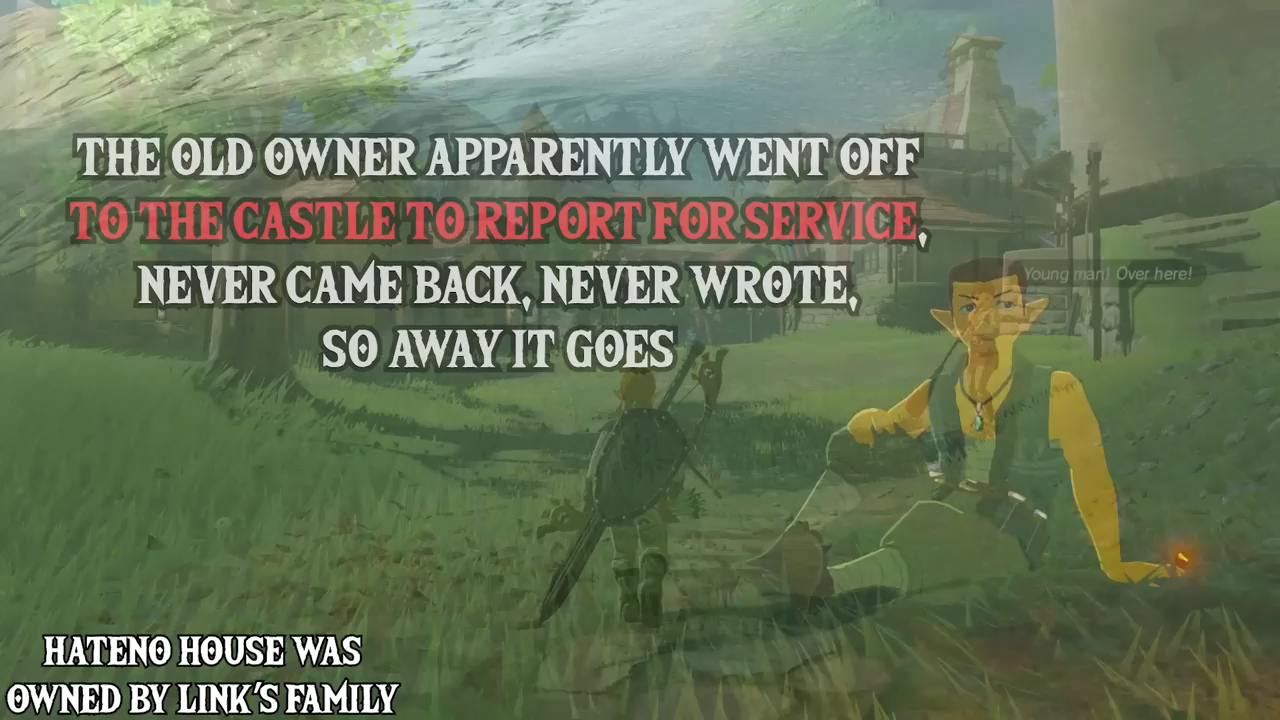 THE OLD OWNER APPARENTLY WENT OFF
TO THE CASTLE TO REPORT FOR SERVICE,
NEVER CAME BACK, NEVER WROTE,
SO AWAY IT GOES
Young man! Over here!
HATENO HOUSE WAS
OWNED BY LINK'S FAMILY